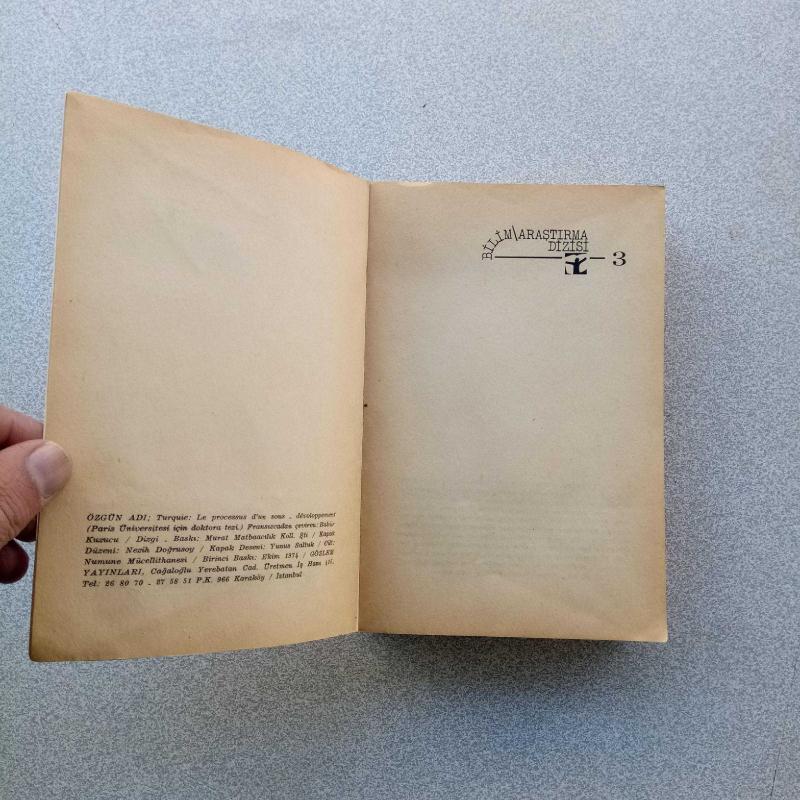 ÖZGÜN ADI; Turquie: Le processus d'un sous - développement
(Paris Üniversitesi için doktora tezi) Fransızcadan çeviren: Babür
Kuzucu / Dizgi - Baskı: Murat Matbaacılık Koll. Şti / Kapak
Düzeni: Nezih Doğrusoy / Kapak Deseni: Yunus Saltuk / Cilt:
Numune Mücellithanesi / Birinci Baskı: Ekim 1974 / GÖZLEM
YAYINLARI, Cağaloğlu Yerebatan Cad. Üretmen İş Hanı
Tel: 26 80 70 - 27 58 51 P.K. 966 Karaköy / İstanbul
BİLİM\ARAŞTIRMA
DİZİSİ
3